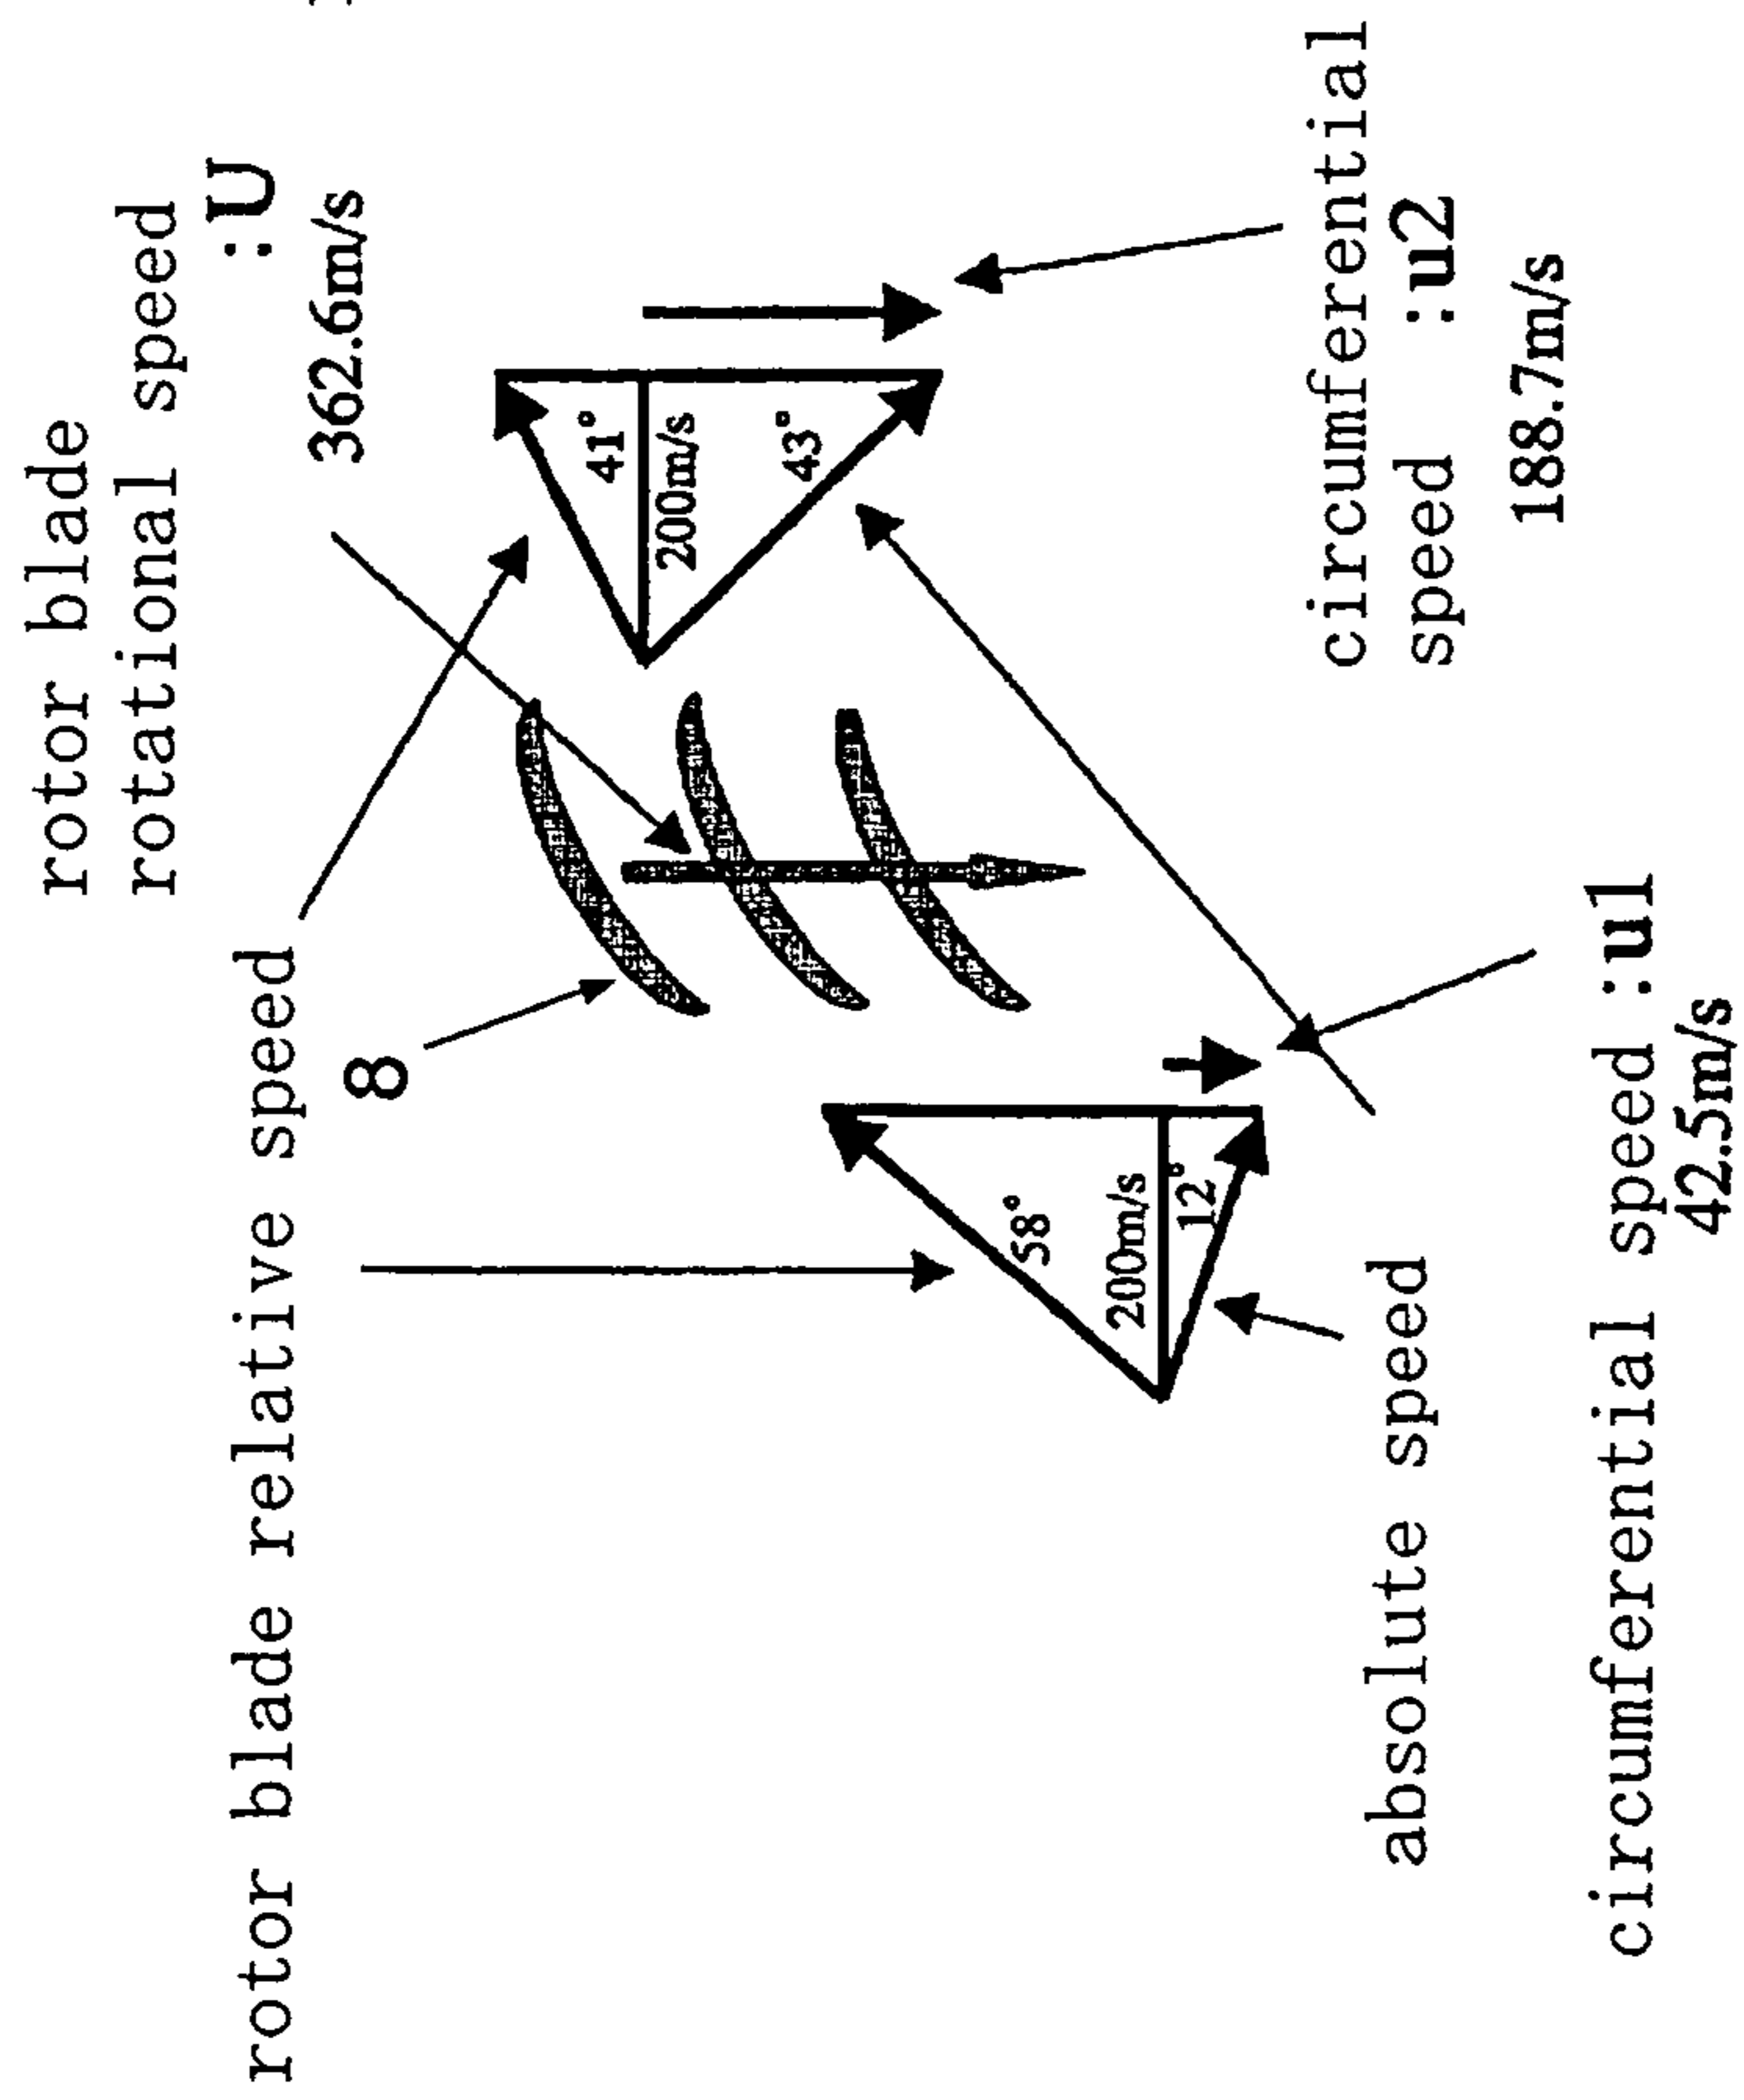 rotor blade
rotational speed
:U
362.6m/s
rotor blade relative speed
8
41°
200m/s
43°
58°
200m/s
12°
absolute speed
circumferential
speed :u2
188.7m/s
circumferential speed :u1
42.5m/s